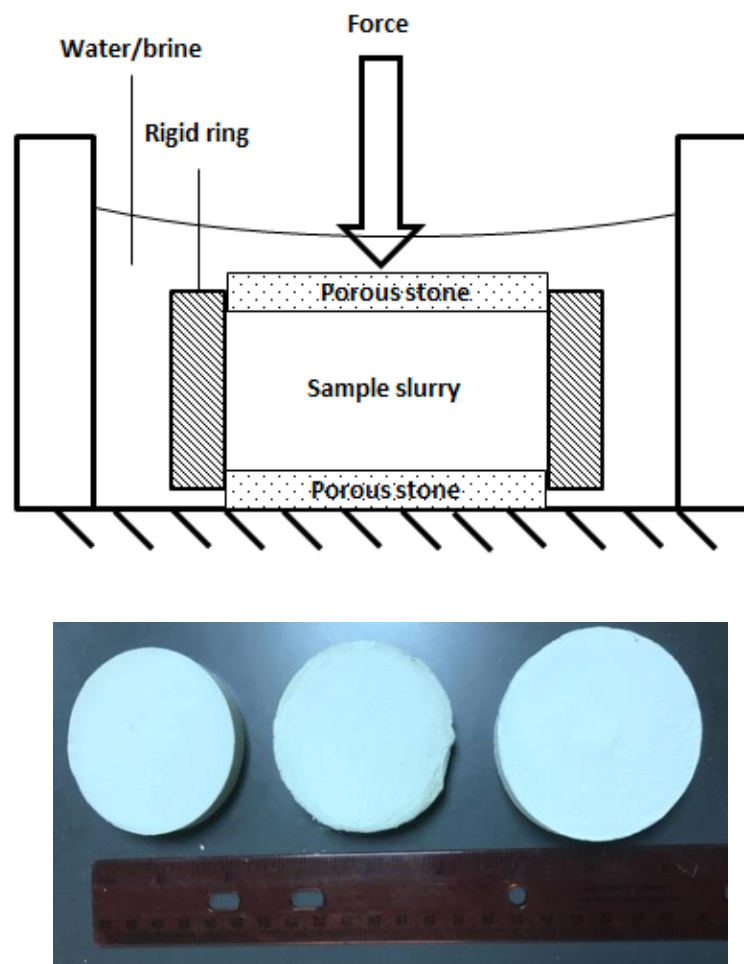 Force
Water/brine
Rigid ring
Porous stone
Sample slurry
Porous stone